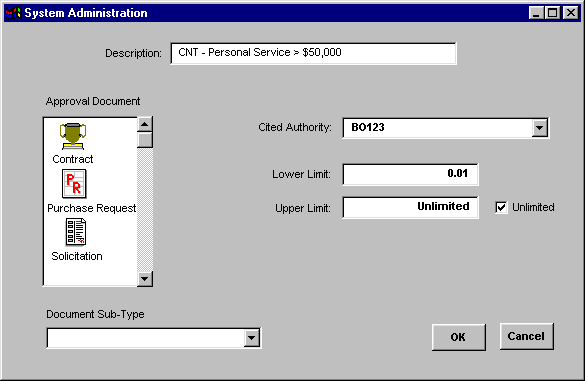 System Administration
Description: CNT - Personal Service > $50,000
Approval Document
Cited Authority: BO123
Contract
Lower Limit: 0.01
PR
Purchase Request
Upper Limit: Unlimited Unlimited
Solicitation
Document Sub-Type
OK Cancel